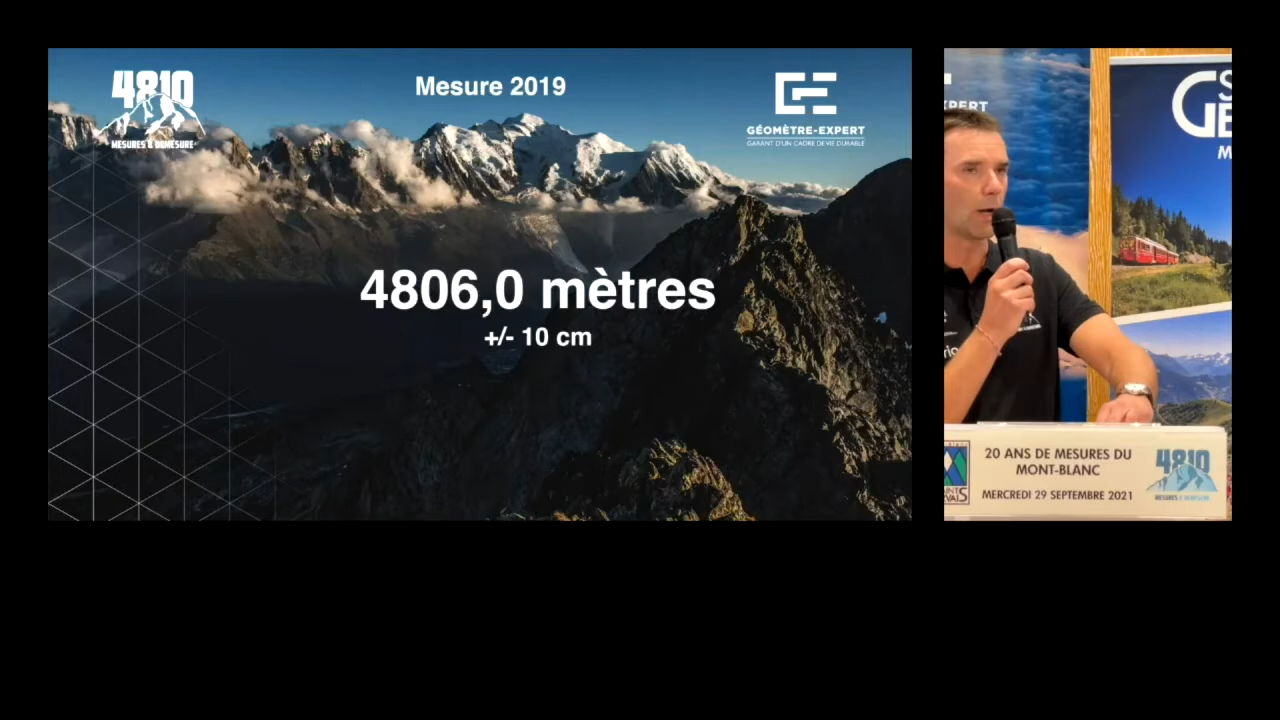 4810
MESURES & DÉMESURE
Mesure 2019
GÉOMÈTRE-EXPERT
GARANT D'UN CADRE DE VIE DURABLE
4806,0 mètres
+/- 10 cm
20 ANS DE MESURES DU
MONT-BLANC
MERCREDI 29 SEPTEMBRE 2021
4810
MESURES & DÉMESURE